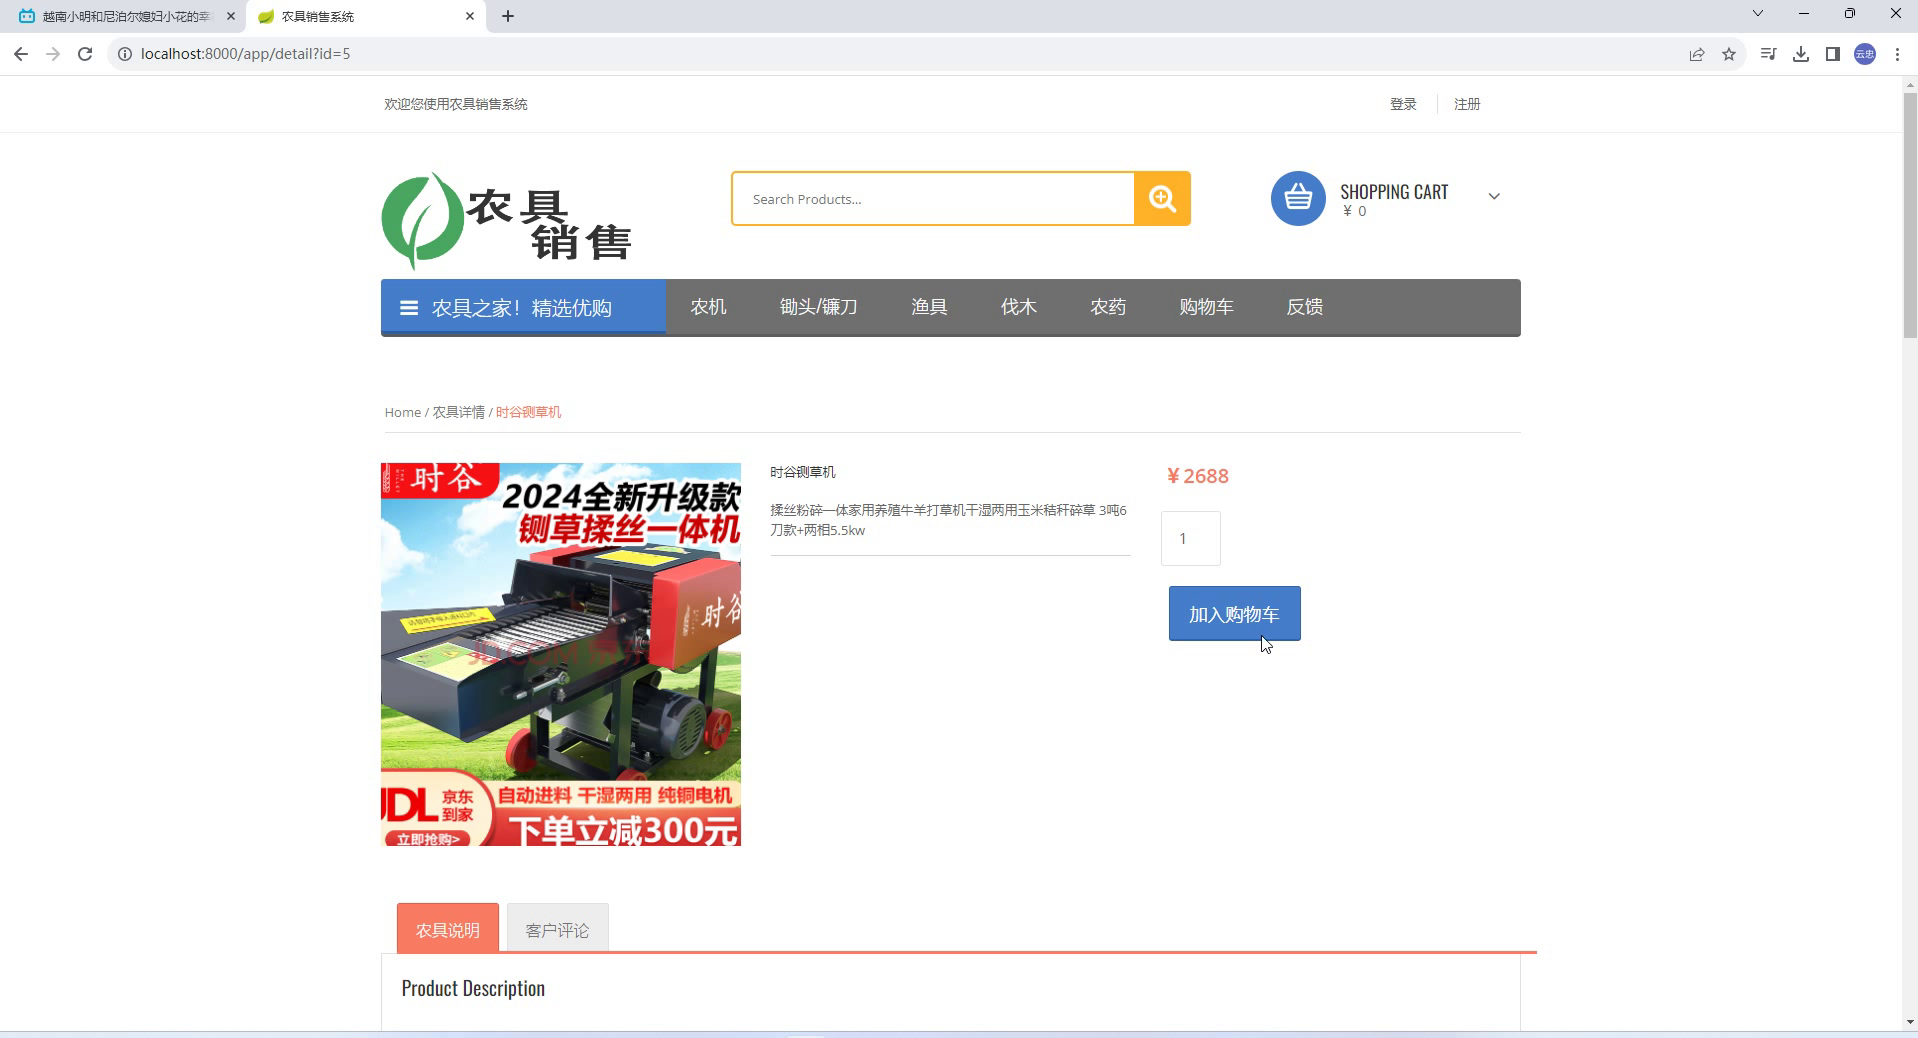 越南小明和尼泊尔媳妇小花的幸
农具销售系统
localhost:8000/app/detail?id=5
云忠
欢迎您使用农具销售系统
登录
注册
农具
销售
Search Products...
SHOPPING CART
¥ 0
农具之家！精选优购
农机
锄头/镰刀
渔具
伐木
农药
购物车
反馈
Home / 农具详情 / 时谷铡草机
时谷
2024全新升级款
铡草揉丝一体机
时谷
JD.COM 京东
JDL 京东
到家
立即抢购>
自动进料 干湿两用 纯铜电机
下单立减300元
时谷铡草机
揉丝粉碎一体家用养殖牛羊打草机干湿两用玉米秸秆碎草 3吨6
刀款+两相5.5kw
¥2688
1
加入购物车
农具说明
客户评论
Product Description